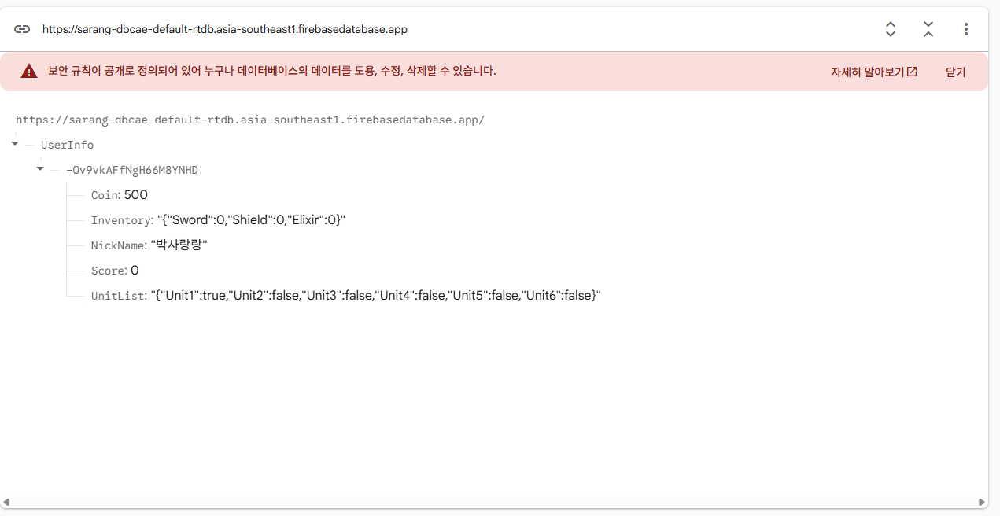 https://sarang-dbcae-default-rtdb.asia-southeast1.firebasedatabase.app
보안 규칙이 공개로 정의되어 있어 누구나 데이터베이스의 데이터를 도용, 수정, 삭제할 수 있습니다. 자세히 알아보기 닫기
https://sarang-dbcae-default-rtdb.asia-southeast1.firebasedatabase.app/
UserInfo
-Ov9vkAFfNgH66M8YNHD
Coin: 500
Inventory: "{"Sword":0,"Shield":0,"Elixir":0}"
NickName: "박사랑랑"
Score: 0
UnitList: "{"Unit1":true,"Unit2":false,"Unit3":false,"Unit4":false,"Unit5":false,"Unit6":false}"